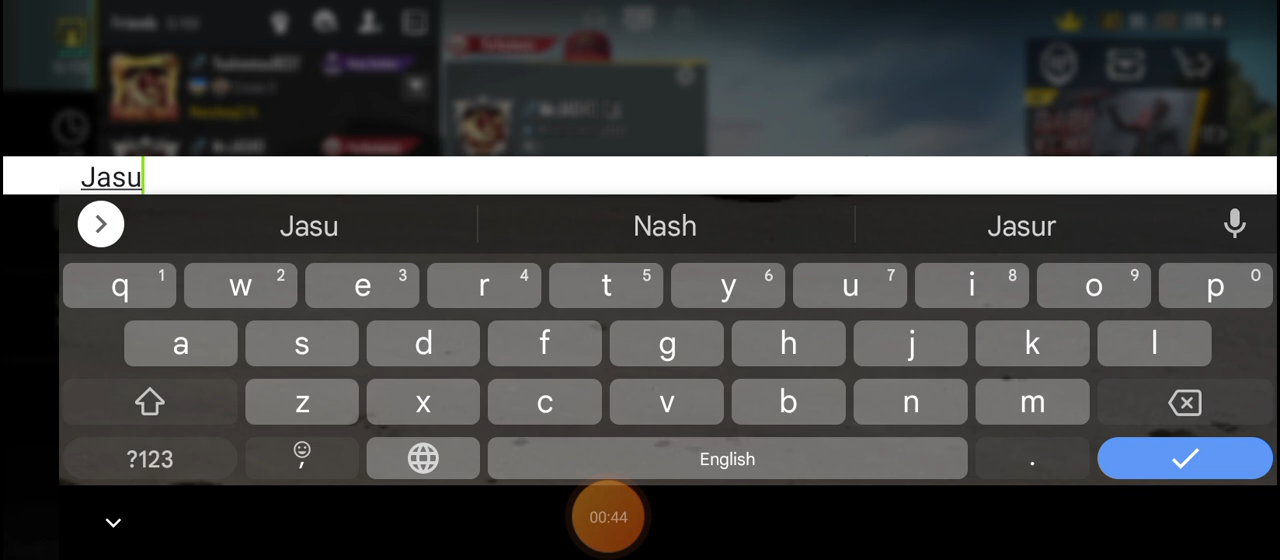 Jasu
Jasu Nash Jasur
q 1 w 2 e 3 r 4 t 5 y 6 u 7 i 8 o 9 p 0
a s d f g h j k l
z x c v b n m
?123 , English .
00:44